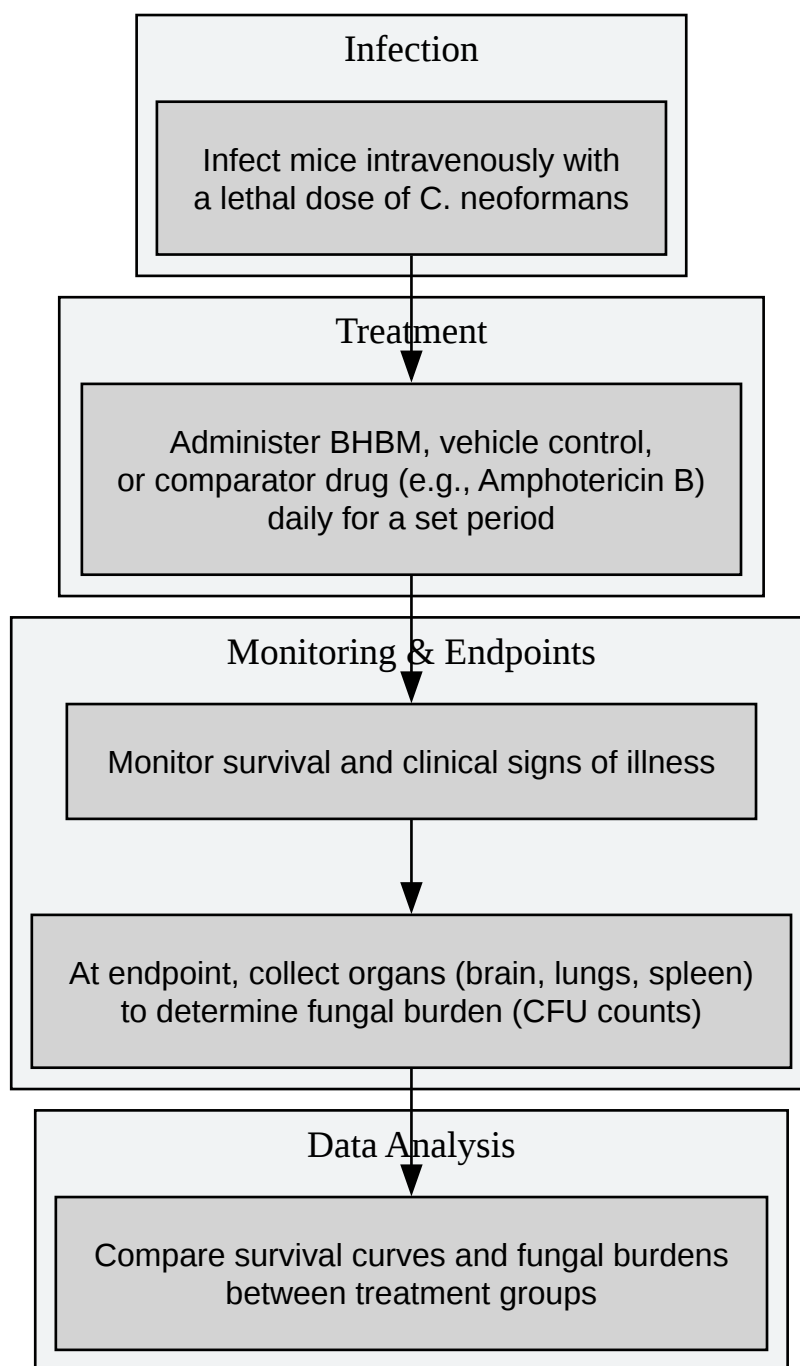 Infection
Infect mice intravenously with
a lethal dose of C. neoformans
Treatment
Administer BHBM, vehicle control,
or comparator drug (e.g., Amphotericin B)
daily for a set period
Monitoring & Endpoints
Monitor survival and clinical signs of illness
At endpoint, collect organs (brain, lungs, spleen)
to determine fungal burden (CFU counts)
Data Analysis
Compare survival curves and fungal burdens
between treatment groups